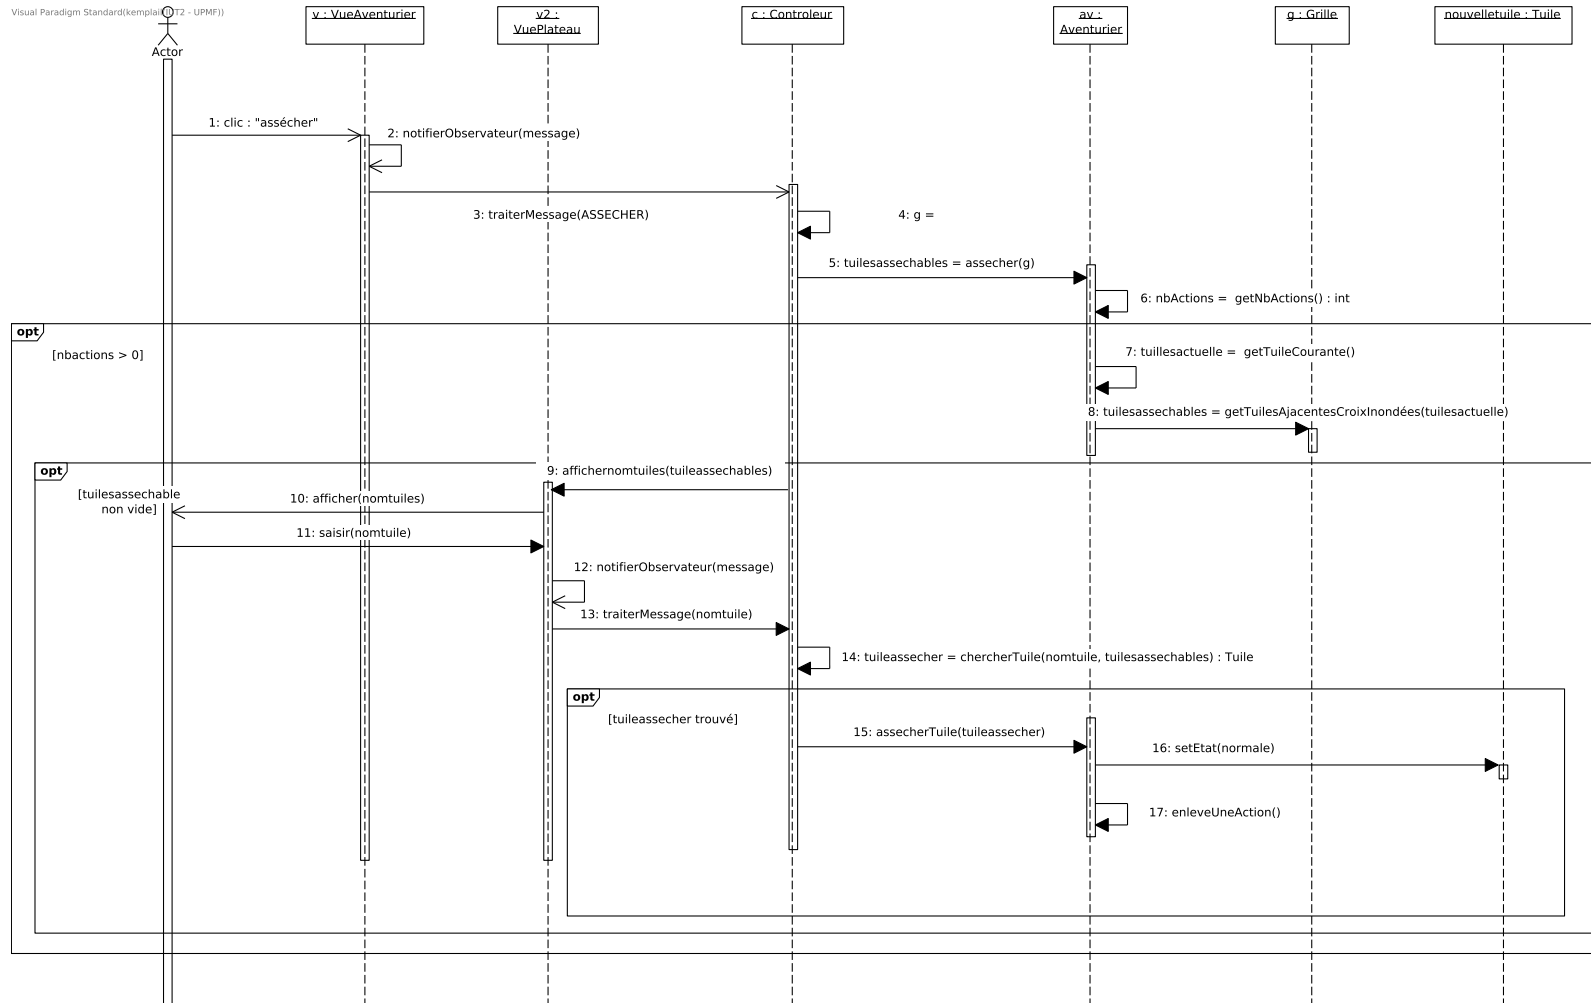 Visual Paradigm Standard(kemplail(IUT2 - UPMF))
Actor
v : VueAventurier
v2 :
VuePlateau
c : Controleur
av :
Aventurier
g : Grille
nouvelletuile : Tuile
1: clic : "assécher"
2: notifierObservateur(message)
3: traiterMessage(ASSECHER)
4: g =
5: tuilesassechables = assecher(g)
6: nbActions =  getNbActions() : int
opt
[nbactions > 0]
7: tuillesactuelle =  getTuileCourante()
8: tuilesassechables = getTuilesAjacentesCroixInondées(tuilesactuelle)
opt
[tuilesassechable
non vide]
9: affichernomtuiles(tuileassechables)
10: afficher(nomtuiles)
11: saisir(nomtuile)
12: notifierObservateur(message)
13: traiterMessage(nomtuile)
14: tuileassecher = chercherTuile(nomtuile, tuilesassechables) : Tuile
opt
[tuileassecher trouvé]
15: assecherTuile(tuileassecher)
16: setEtat(normale)
17: enleveUneAction()